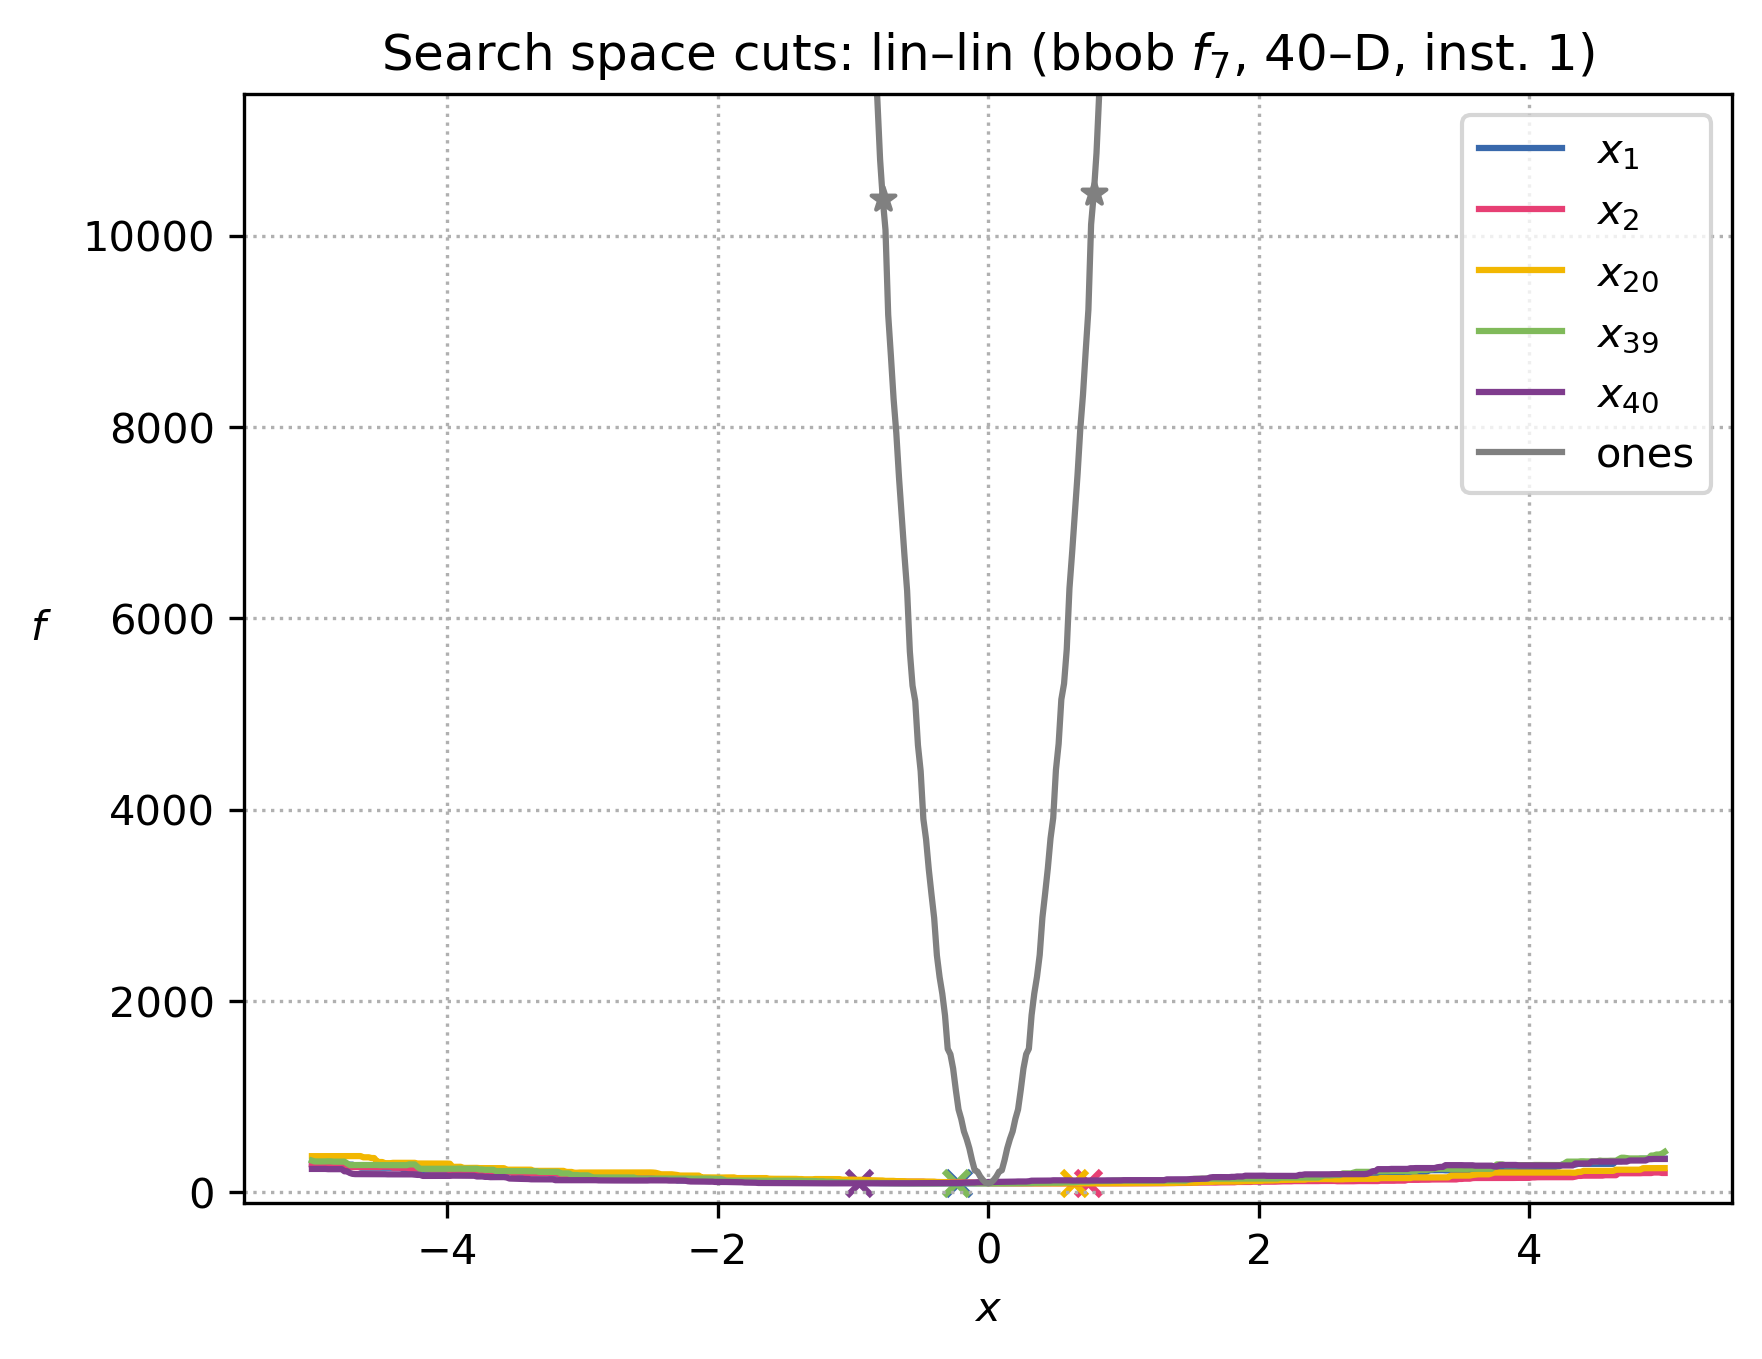 Search space cuts: lin–lin (bbob f₇, 40–D, inst. 1)
x₁
x₂
x₂₀
x₃₉
x₄₀
ones
10000
8000
6000
4000
2000
0
f
−4 −2 0 2 4
x